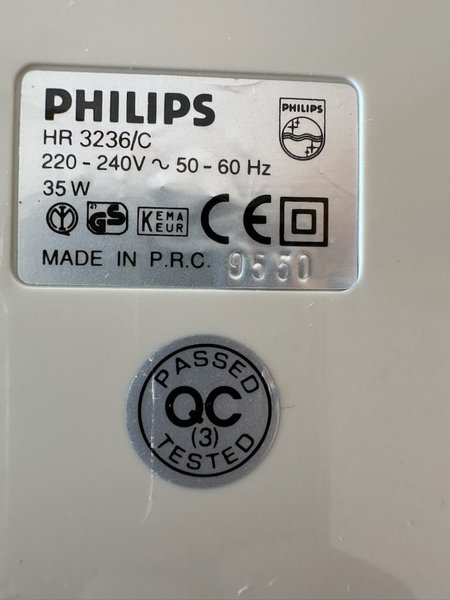 PHILIPS
PHILIPS
HR 3236/C
220 - 240V ~ 50 - 60 Hz
35 W
GS
KEMA
KEUR
CE
MADE IN P.R.C. 9550
PASSED
QC
(3)
TESTED